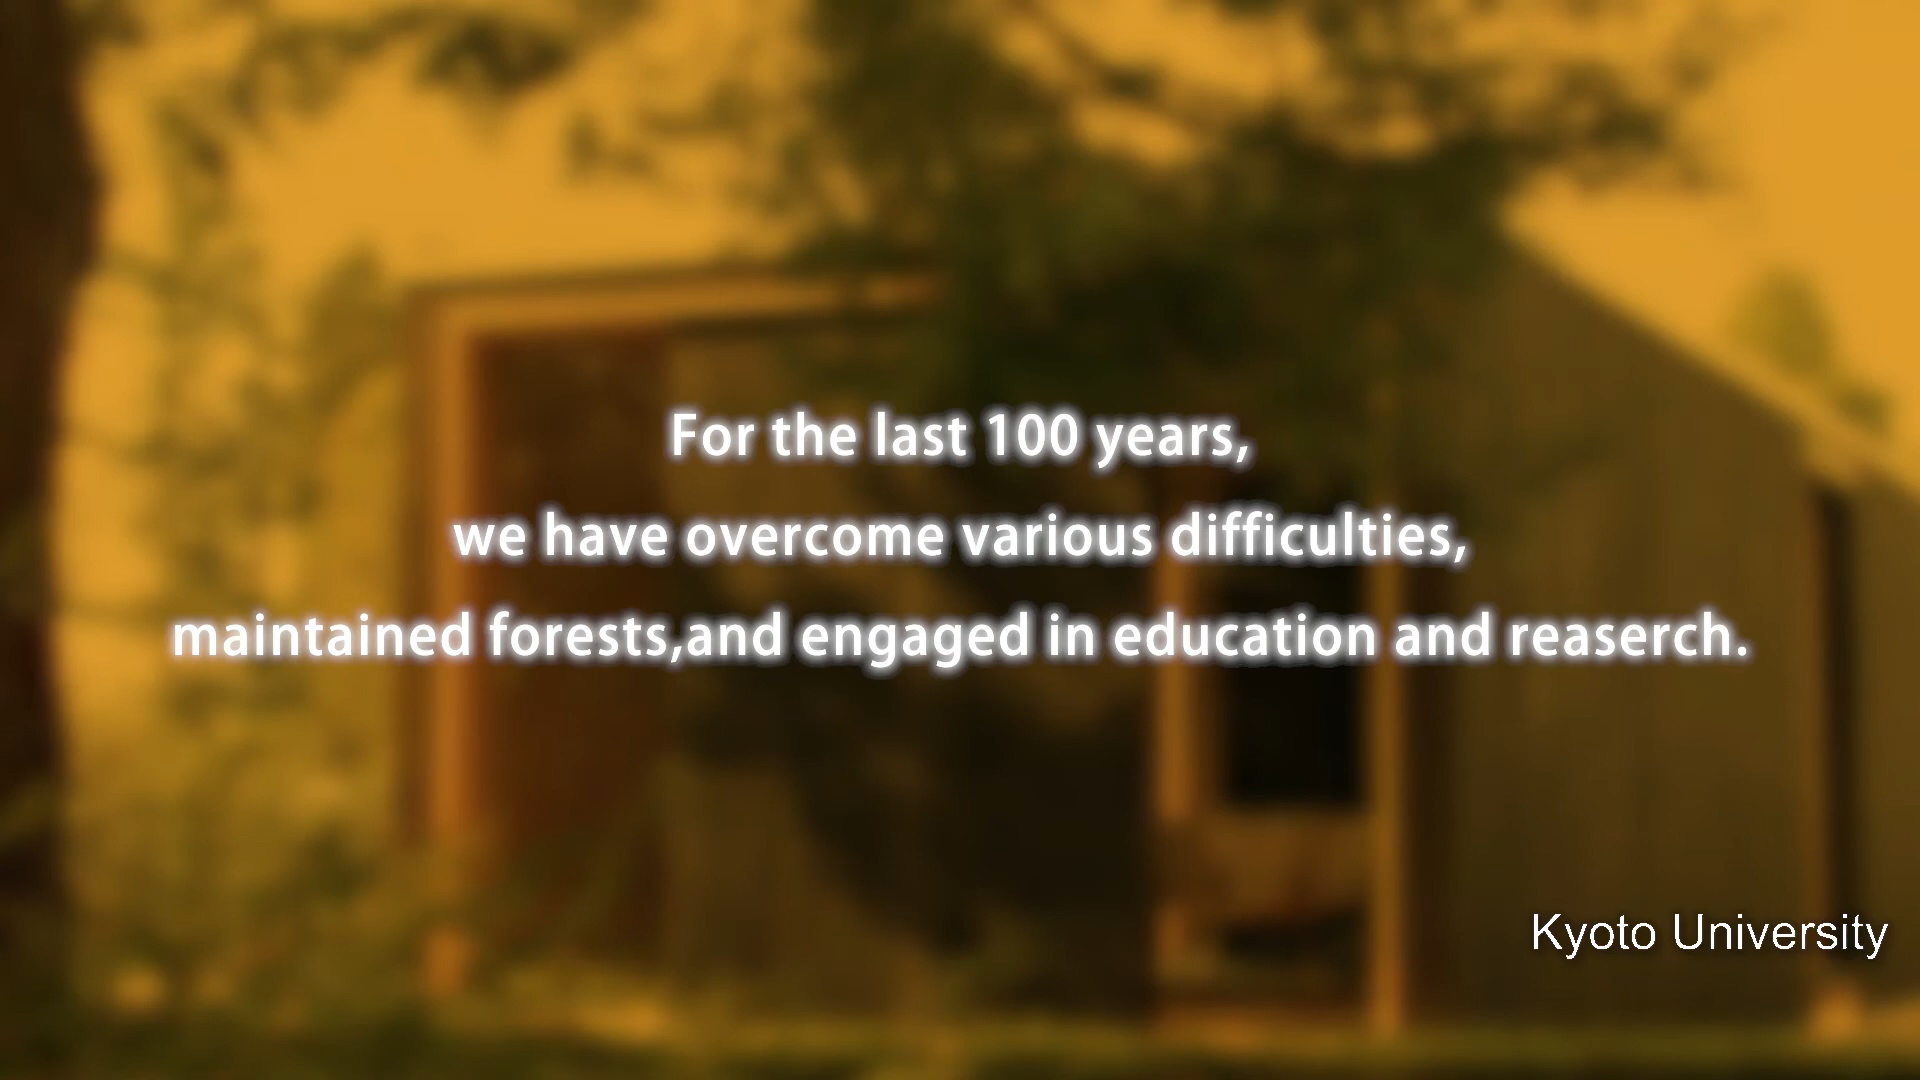 For the last 100 years,
we have overcome various difficulties,
maintained forests,and engaged in education and reaserch.
Kyoto University